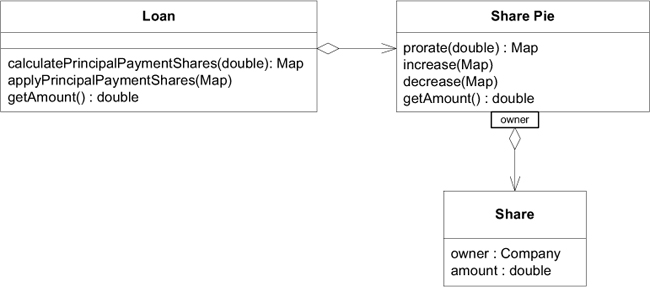 Loan
calculatePrincipalPaymentShares(double): Map
applyPrincipalPaymentShares(Map)
getAmount() : double
Share Pie
prorate(double) : Map
increase(Map)
decrease(Map)
getAmount() : double
owner
Share
owner : Company
amount : double